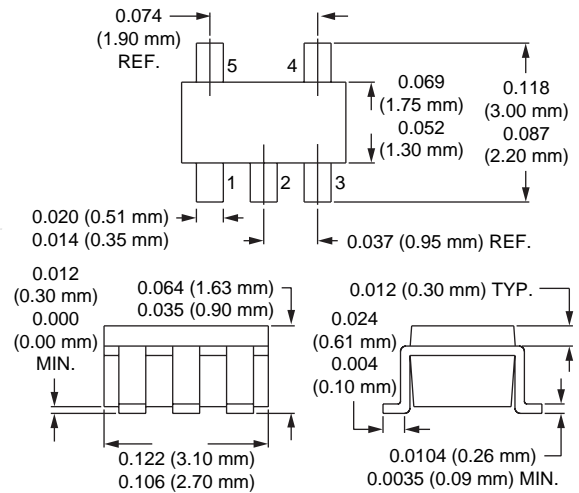 0.074
(1.90 mm)
REF.
5
4
0.069
(1.75 mm)
0.052
(1.30 mm)
0.118
(3.00 mm)
0.087
(2.20 mm)
1
2
3
0.020 (0.51 mm)
0.014 (0.35 mm)
0.037 (0.95 mm) REF.
0.012
(0.30 mm)
0.000
(0.00 mm)
MIN.
0.064 (1.63 mm)
0.035 (0.90 mm)
0.122 (3.10 mm)
0.106 (2.70 mm)
0.012 (0.30 mm) TYP.
0.024
(0.61 mm)
0.004
(0.10 mm)
0.0104 (0.26 mm)
0.0035 (0.09 mm) MIN.